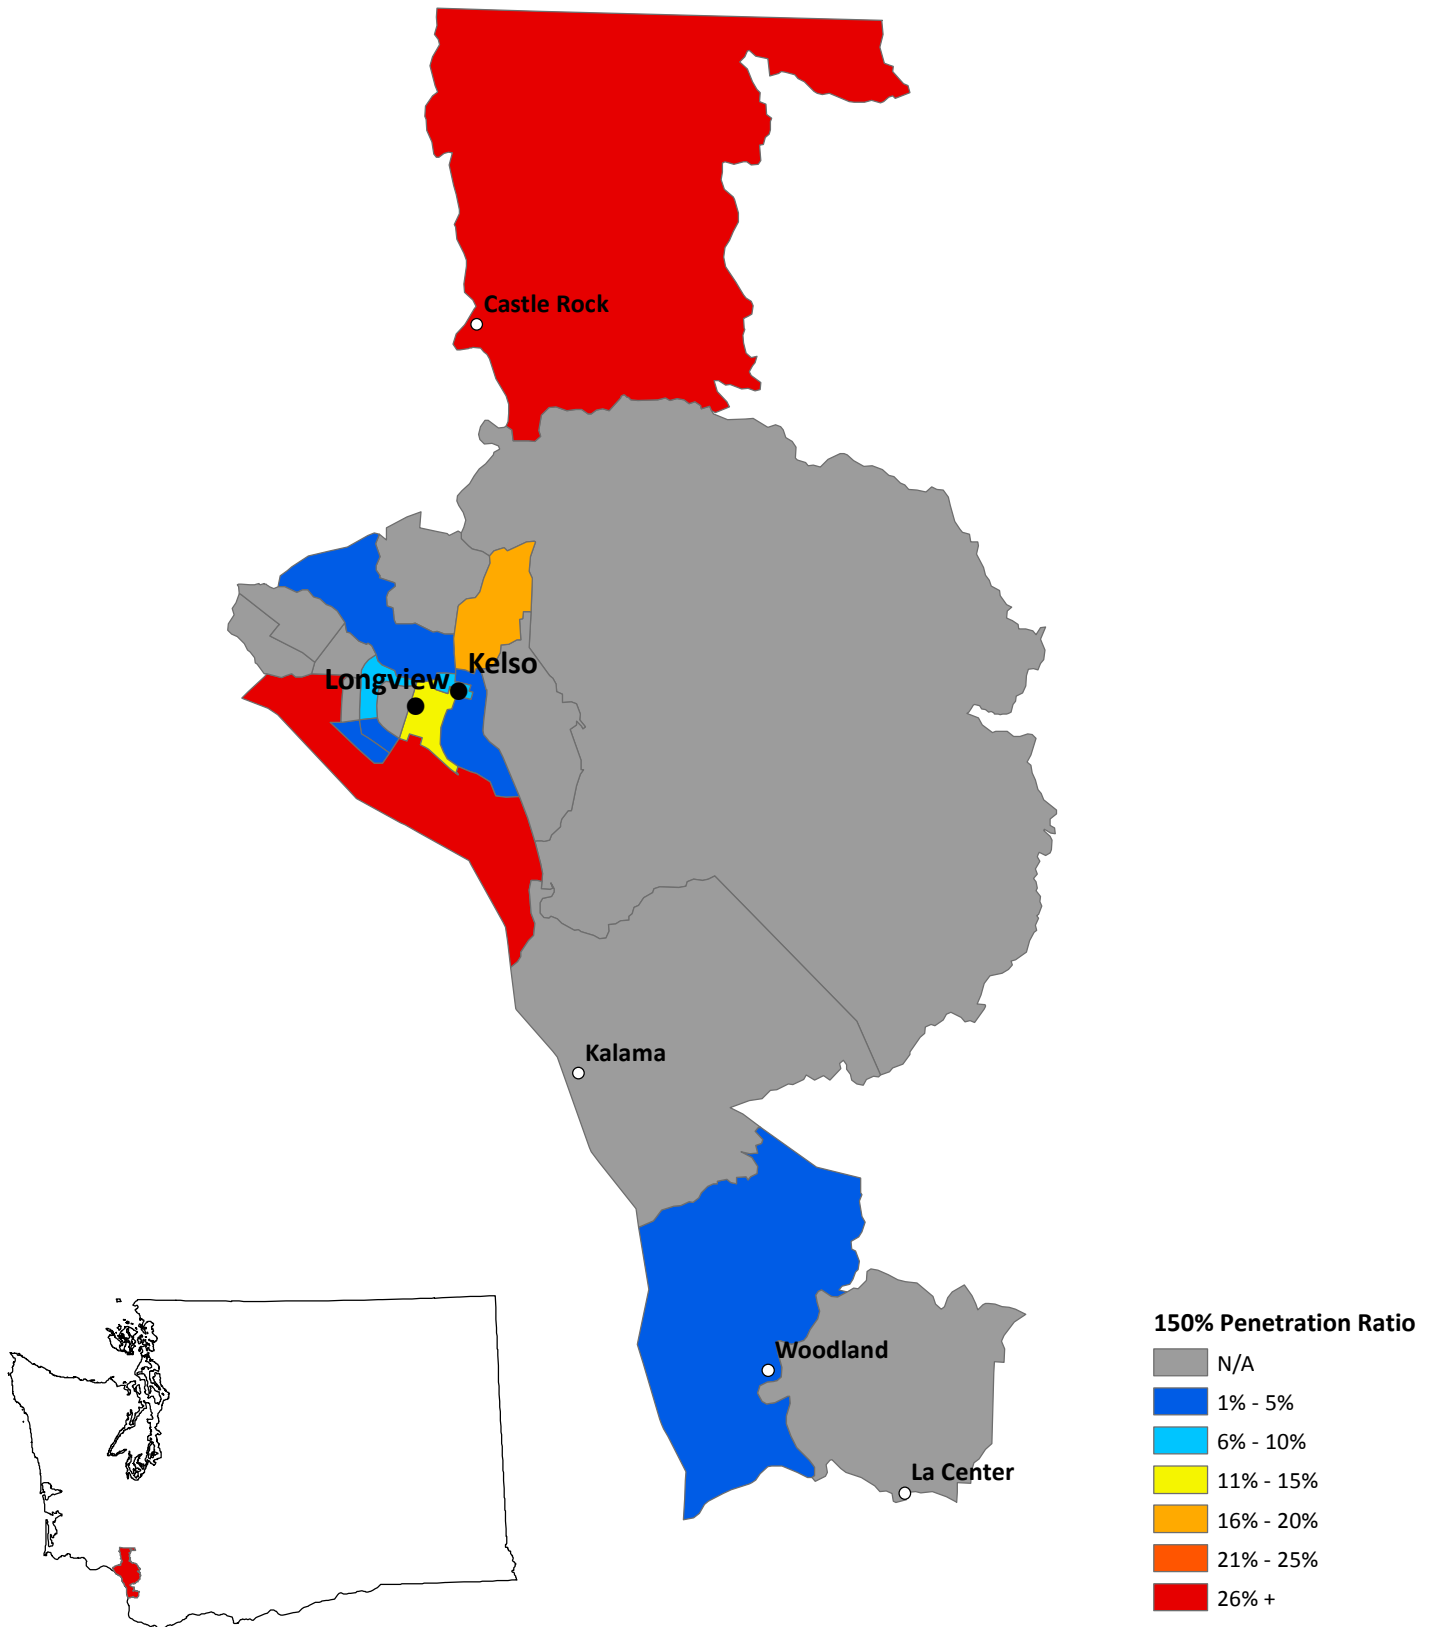 Castle Rock
Kelso
Longview
Kalama
Woodland
La Center
150% Penetration Ratio
N/A
1% - 5%
6% - 10%
11% - 15%
16% - 20%
21% - 25%
26% +